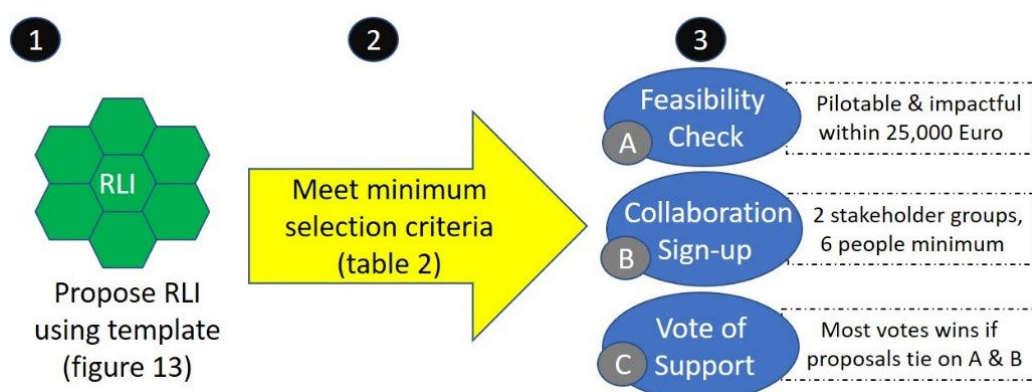 1
2
3
RLI
Propose RLI
using template
(figure 13)
Meet minimum
selection criteria
(table 2)
Feasibility
Check
A
Pilotable & impactful
within 25,000 Euro
Collaboration
Sign-up
B
2 stakeholder groups,
6 people minimum
Vote of
Support
C
Most votes wins if
proposals tie on A & B